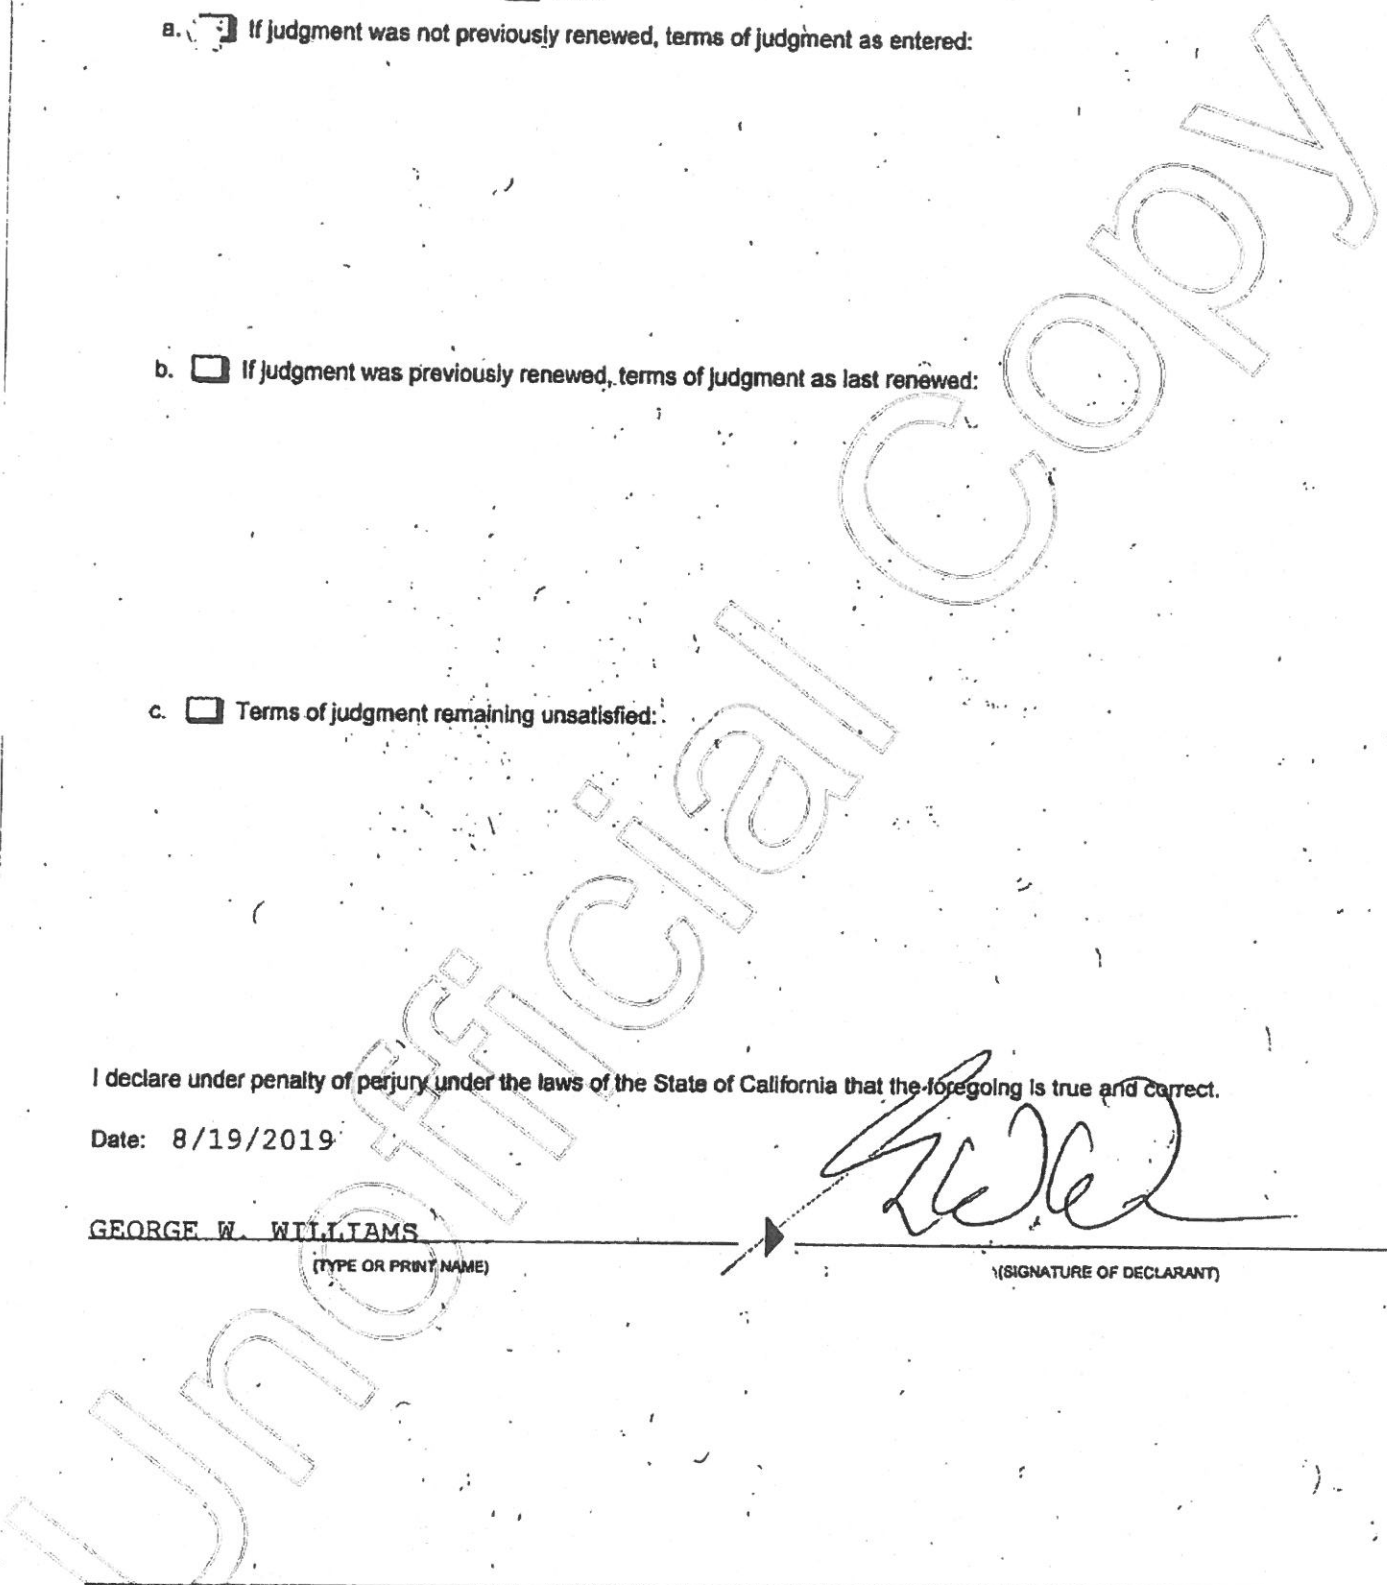 a. If judgment was not previously renewed, terms of judgment as entered:
b. If judgment was previously renewed, terms of judgment as last renewed:
c. Terms of judgment remaining unsatisfied:
I declare under penalty of perjury under the laws of the State of California that the foregoing is true and correct.
Date: 8/19/2019
GEORGE W. WILLIAMS
(TYPE OR PRINT NAME)
(SIGNATURE OF DECLARANT)
Unofficial Copy